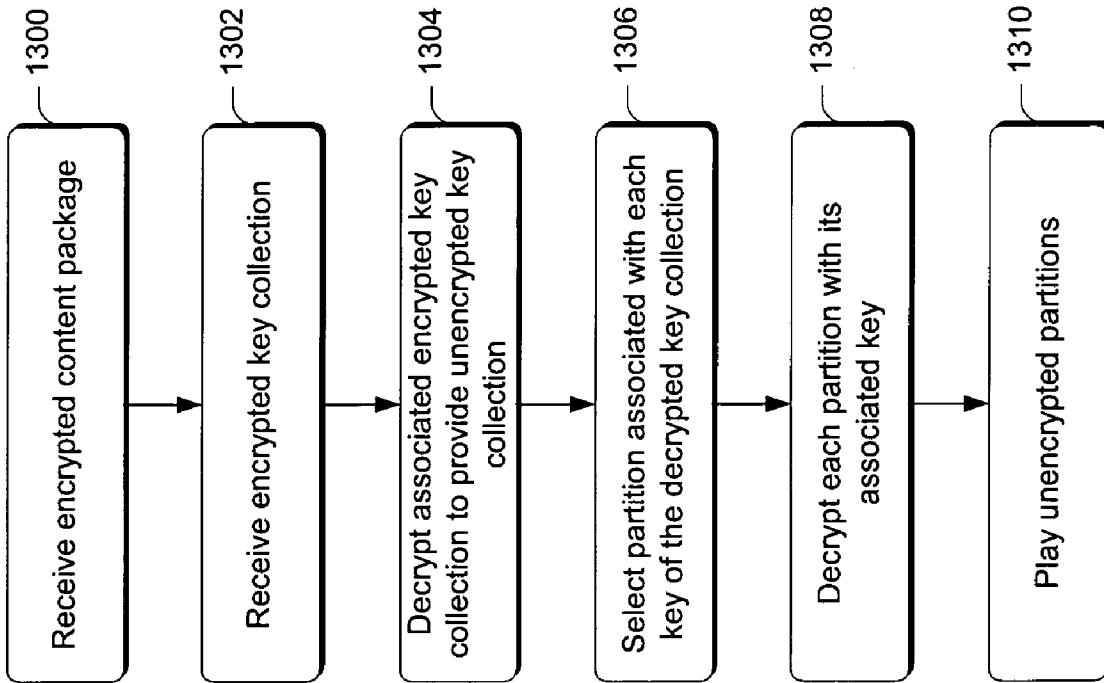 Receive encrypted content package
1300
Receive encrypted key collection
1302
Decrypt associated encrypted key
collection to provide unencrypted key
collection
1304
Select partition associated with each
key of the decrypted key collection
1306
Decrypt each partition with its
associated key
1308
Play unencrypted partitions
1310